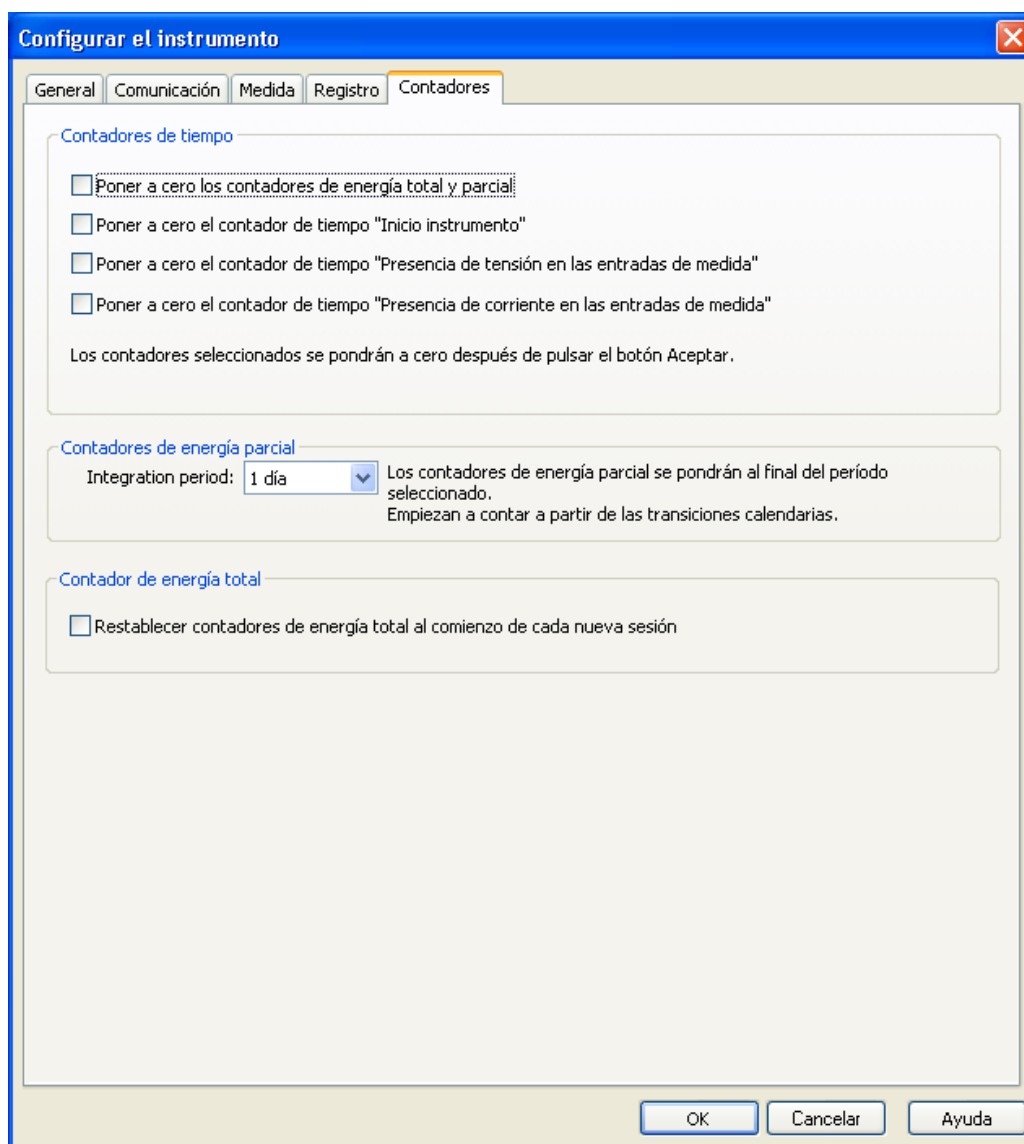 Configurar el instrumento
General Comunicación Medida Registro Contadores
Contadores de tiempo
Poner a cero los contadores de energía total y parcial
Poner a cero el contador de tiempo "Inicio instrumento"
Poner a cero el contador de tiempo "Presencia de tensión en las entradas de medida"
Poner a cero el contador de tiempo "Presencia de corriente en las entradas de medida"
Los contadores seleccionados se pondrán a cero después de pulsar el botón Aceptar.
Contadores de energía parcial
Integration period: 1 día
Los contadores de energía parcial se pondrán al final del período
seleccionado.
Empiezan a contar a partir de las transiciones calendarias.
Contador de energía total
Restablecer contadores de energía total al comienzo de cada nueva sesión
OK Cancelar Ayuda